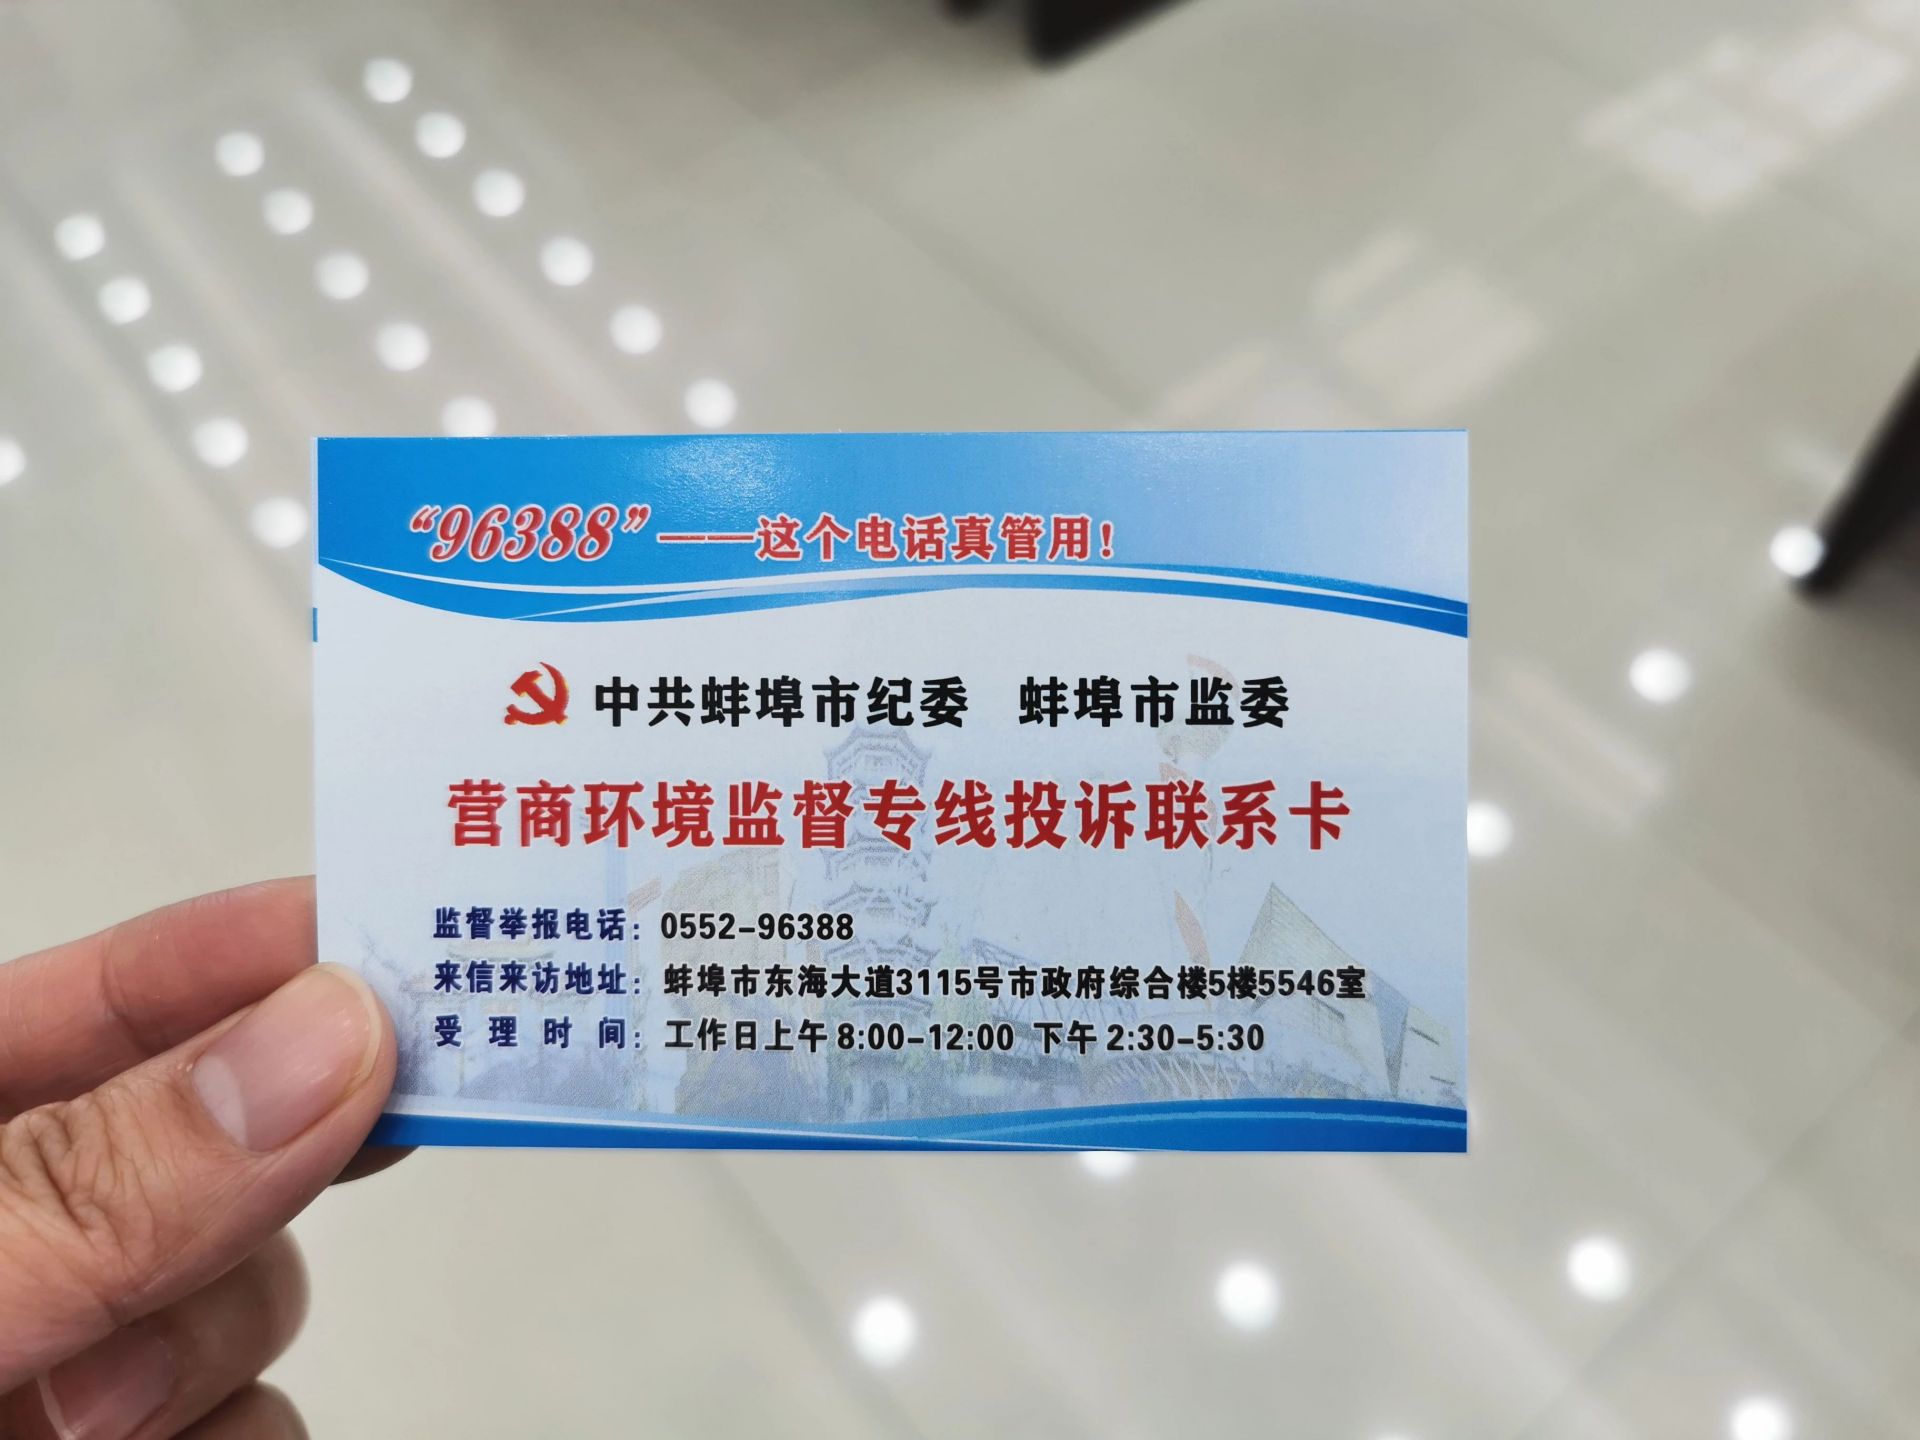 “96388”——这个电话真管用！
中共蚌埠市纪委 蚌埠市监委
营商环境监督专线投诉联系卡
监督举报电话：0552-96388
来信来访地址：蚌埠市东海大道3115号市政府综合楼5楼5546室
受理时间：工作日上午8:00-12:00 下午2:30-5:30